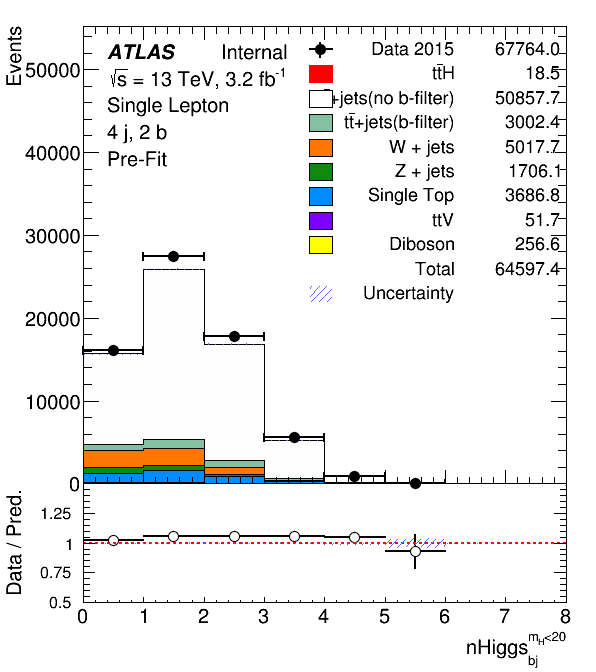 Events
50000
40000
30000
20000
10000
0
ATLAS Internal
√s = 13 TeV, 3.2 fb-1
Single Lepton
4 j, 2 b
Pre-Fit
Data 2015 67764.0
tt̄H 18.5
+jets(no b-filter) 50857.7
tt̄+jets(b-filter) 3002.4
W + jets 5017.7
Z + jets 1706.1
Single Top 3686.8
ttV 51.7
Diboson 256.6
Total 64597.4
Uncertainty
Data / Pred.
1.25
1
0.75
0.5
0 1 2 3 4 5 6 7 8
nHiggs bj mH<20